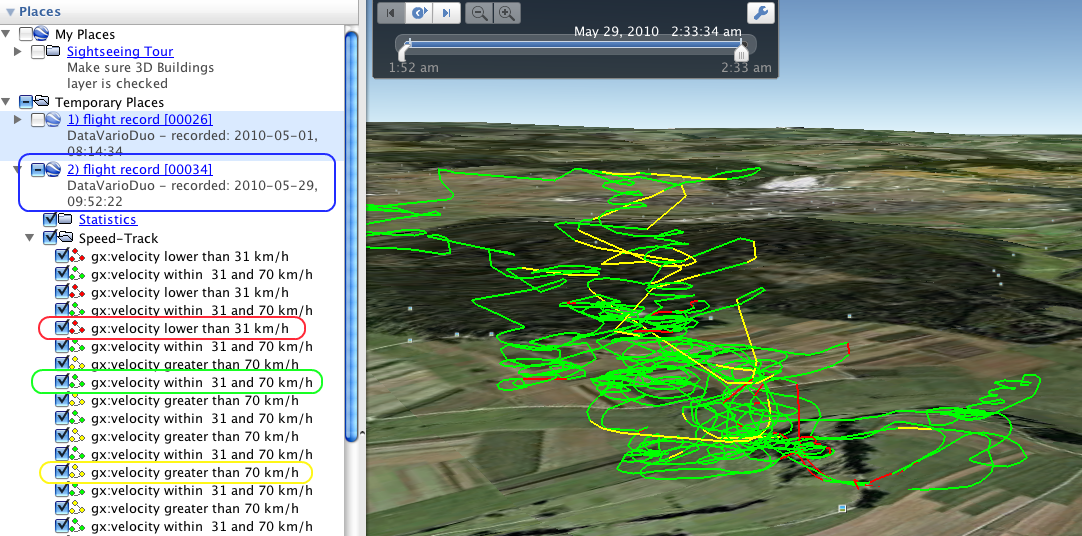 Places
My Places
Sightseeing Tour
Make sure 3D Buildings
layer is checked
Temporary Places
1) flight record [00026]
DataVarioDuo – recorded: 2010-05-01,
08:14:34
2) flight record [00034]
DataVarioDuo – recorded: 2010-05-29,
09:52:22
Statistics
Speed-Track
gx:velocity lower than 31 km/h
gx:velocity within 31 and 70 km/h
gx:velocity lower than 31 km/h
gx:velocity within 31 and 70 km/h
gx:velocity lower than 31 km/h
gx:velocity within 31 and 70 km/h
gx:velocity greater than 70 km/h
gx:velocity within 31 and 70 km/h
gx:velocity greater than 70 km/h
gx:velocity within 31 and 70 km/h
gx:velocity greater than 70 km/h
gx:velocity within 31 and 70 km/h
gx:velocity greater than 70 km/h
gx:velocity within 31 and 70 km/h
gx:velocity greater than 70 km/h
gx:velocity within 31 and 70 km/h
May 29, 2010 2:33:34 am
1:52 am
2:33 am